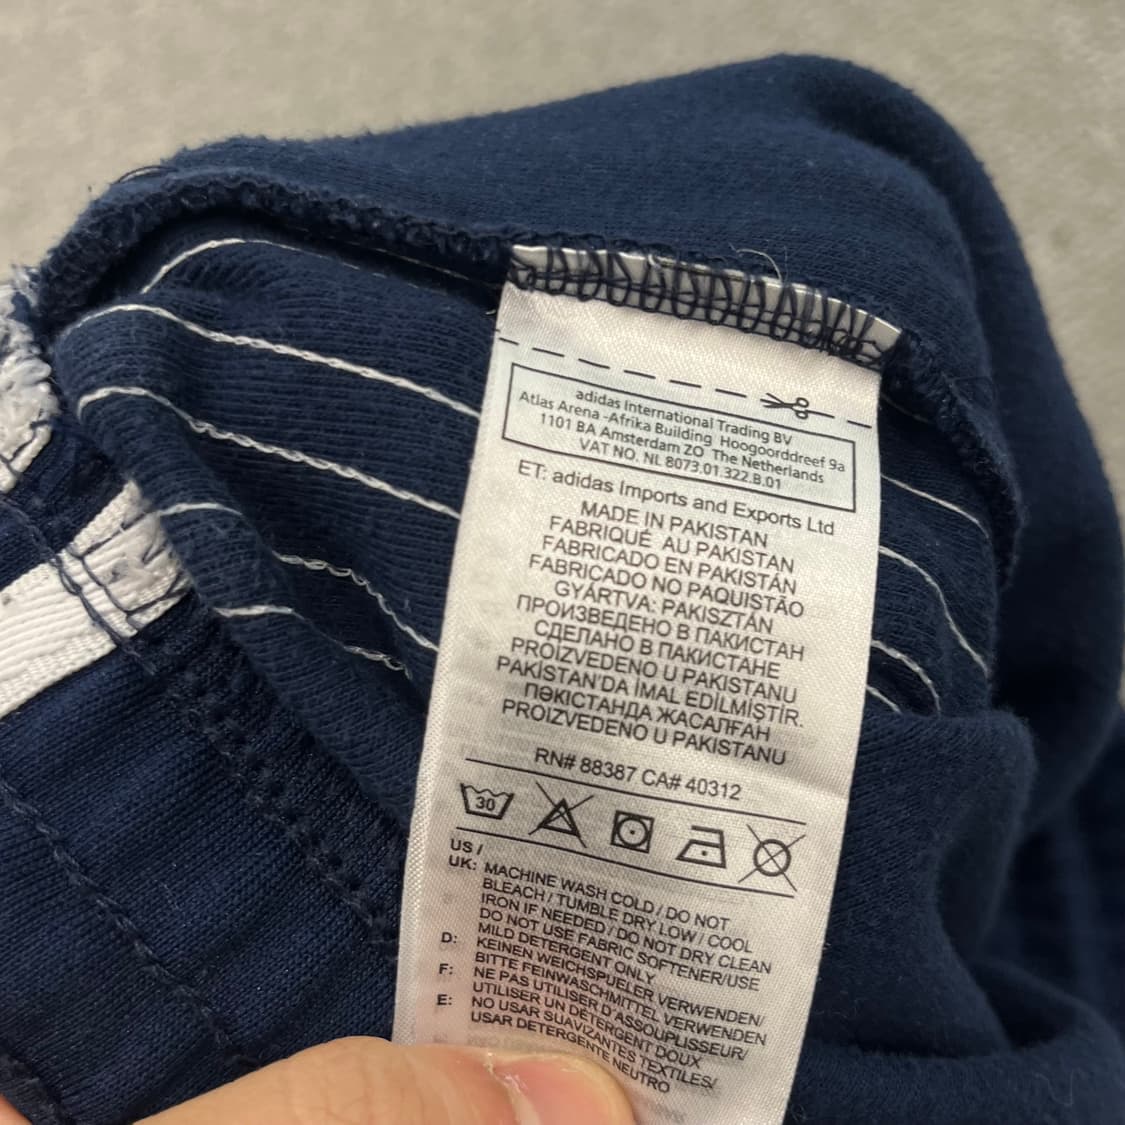 adidas International Trading BV
Atlas Arena -Afrika Building Hoogoorddreef 9a
1101 BA Amsterdam ZO The Netherlands
VAT NO. NL 8073.01.322.B.01
ET: adidas Imports and Exports Ltd
MADE IN PAKISTAN
FABRIQUÉ AU PAKISTAN
FABRICADO EN PAKISTÁN
FABRICADO NO PAQUISTÃO
GYÁRTVA: PAKISZTÁN
ПРОИЗВЕДЕНО В ПАКИСТАН
СДЕЛАНО В ПАКИСТАНЕ
PROIZVEDENO U PAKISTANU
PAKİSTAN'DA İMAL EDİLMİŞTİR.
ПƏКІСТАНДА ЖАСАЛҒАН
PROIZVEDENO U PAKISTANU
RN# 88387 CA# 40312
30
US /
UK: MACHINE WASH COLD / DO NOT
BLEACH / TUMBLE DRY LOW / COOL
IRON IF NEEDED / DO NOT DRY CLEAN
DO NOT USE FABRIC SOFTENER/USE
MILD DETERGENT ONLY
D: KEINEN WEICHSPUELER VERWENDEN/
BITTE FEINWASCHMITTEL VERWENDEN
F: NE PAS UTILISER D'ASSOUPLISSEUR/
UTILISER UN DÉTERGENT DOUX
E: NO USAR SUAVIZANTES TEXTILES/
USAR DETERGENTE NEUTRO